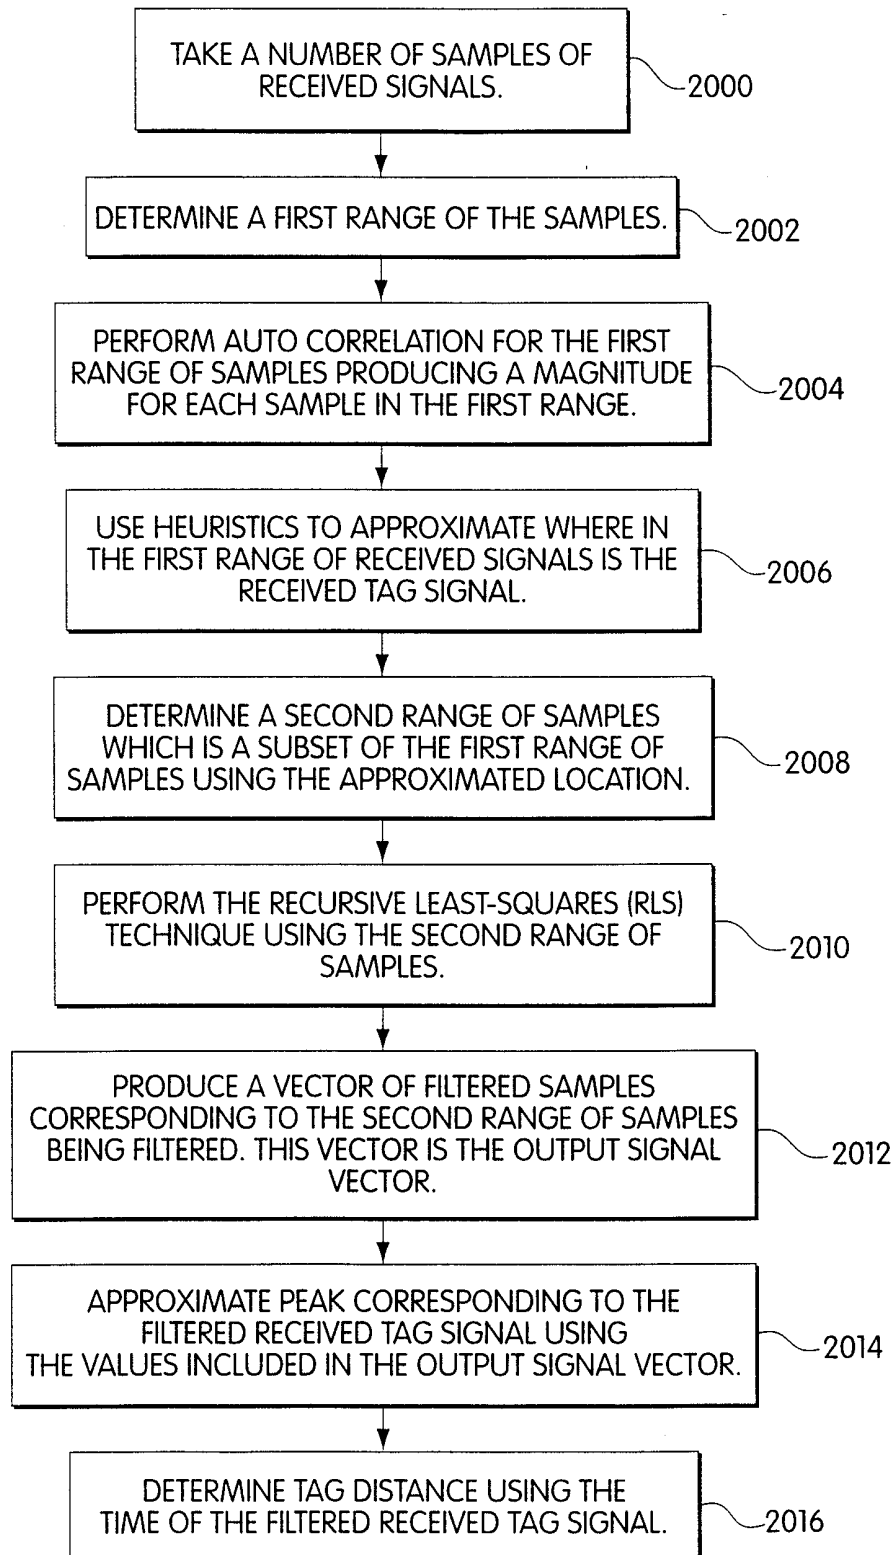 TAKE A NUMBER OF SAMPLES OF
RECEIVED SIGNALS.
2000
DETERMINE A FIRST RANGE OF THE SAMPLES.
2002
PERFORM AUTO CORRELATION FOR THE FIRST
RANGE OF SAMPLES PRODUCING A MAGNITUDE
FOR EACH SAMPLE IN THE FIRST RANGE.
2004
USE HEURISTICS TO APPROXIMATE WHERE IN
THE FIRST RANGE OF RECEIVED SIGNALS IS THE
RECEIVED TAG SIGNAL.
2006
DETERMINE A SECOND RANGE OF SAMPLES
WHICH IS A SUBSET OF THE FIRST RANGE OF
SAMPLES USING THE APPROXIMATED LOCATION.
2008
PERFORM THE RECURSIVE LEAST-SQUARES (RLS)
TECHNIQUE USING THE SECOND RANGE OF
SAMPLES.
2010
PRODUCE A VECTOR OF FILTERED SAMPLES
CORRESPONDING TO THE SECOND RANGE OF SAMPLES
BEING FILTERED. THIS VECTOR IS THE OUTPUT SIGNAL
VECTOR.
2012
APPROXIMATE PEAK CORRESPONDING TO THE
FILTERED RECEIVED TAG SIGNAL USING
THE VALUES INCLUDED IN THE OUTPUT SIGNAL VECTOR.
2014
DETERMINE TAG DISTANCE USING THE
TIME OF THE FILTERED RECEIVED TAG SIGNAL.
2016